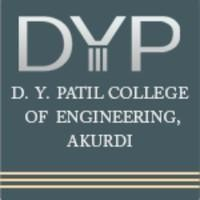 DYP
D. Y. PATIL COLLEGE
OF ENGINEERING,
AKURDI